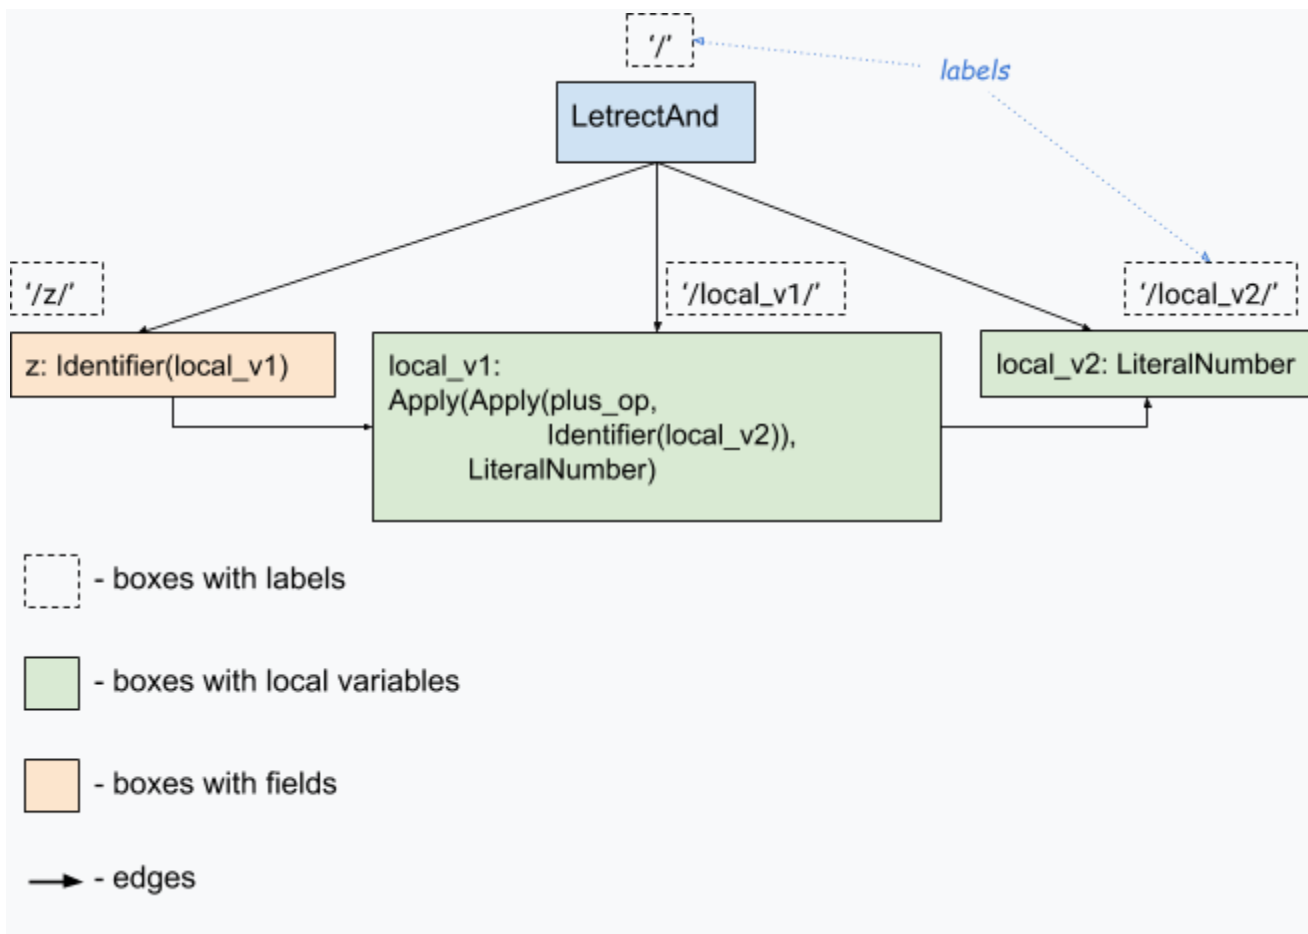 ‘/’
labels
LetrectAnd
‘/z/’
‘/local_v1/’
‘/local_v2/’
z: Identifier(local_v1)
local_v1:
Apply(Apply(plus_op,
Identifier(local_v2)),
LiteralNumber)
local_v2: LiteralNumber
- boxes with labels
- boxes with local variables
- boxes with fields
- edges